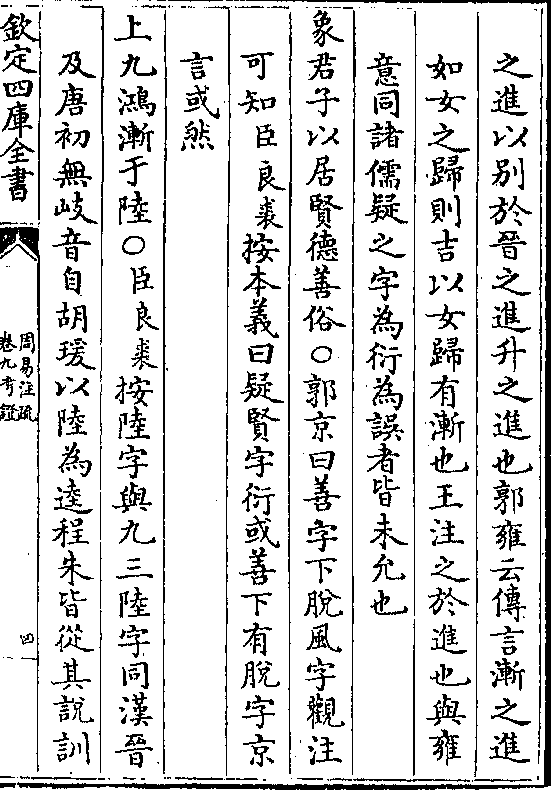 之進以别於晉之進升之進也郭雍云傳言漸之進
如女之歸則吉以女歸有漸也王注之於進也與雍
意同諸儒疑之字為衍為誤者皆未允也
象君子以居賢德善俗○郭京曰善字下脫風字觀注
可知臣良裘按本義曰疑賢字衍或善下有脫字京
言或然
上九鴻漸于陸○臣良裘按陸字與九三陸字同漢晉
及唐初無岐音自胡瑗以陸為逵程朱皆從其說訓
欽定四庫全書
周易注疏
卷九考證
四